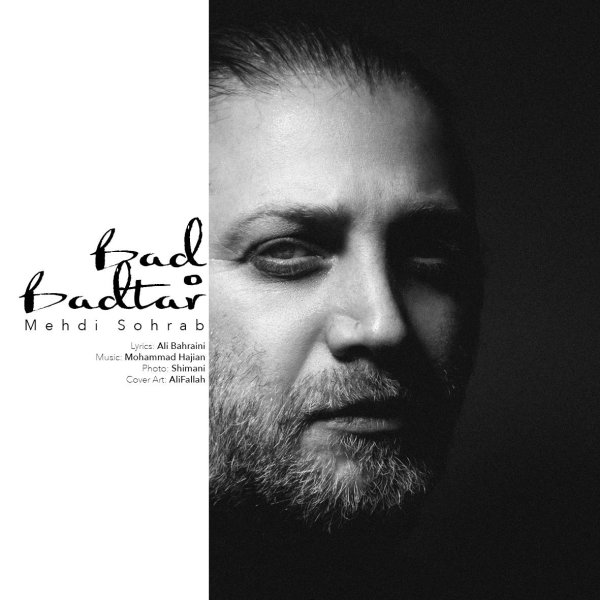 Bad o
Badtar
Mehdi Sohrab
Lyrics: Ali Bahraini
Music: Mohammad Hajian
Photo: Shimani
Cover Art: AliFallah